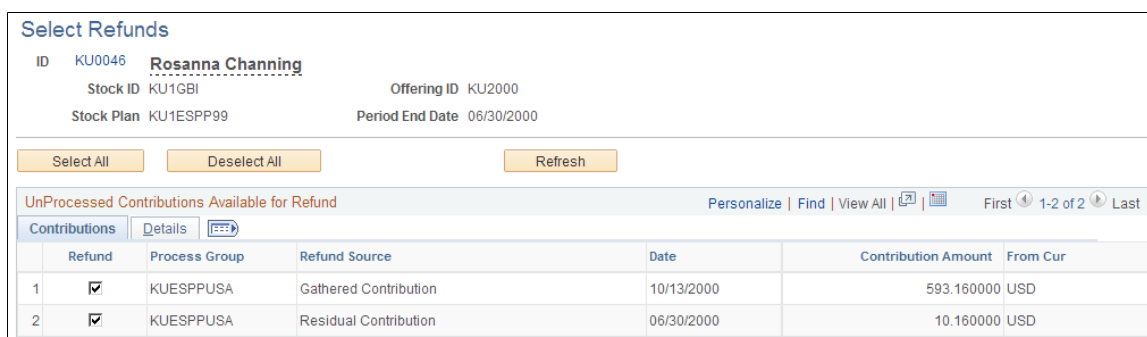 Select Refunds
ID KU0046 Rosanna Channing
Stock ID KU1GBI Offering ID KU2000
Stock Plan KU1ESPP99 Period End Date 06/30/2000
Select All Deselect All Refresh
UnProcessed Contributions Available for Refund Personalize | Find | View All | | First 1-2 of 2 Last
Contributions Details
Refund Process Group Refund Source Date Contribution Amount From Cur
1 KUESPPUSA Gathered Contribution 10/13/2000 593.160000 USD
2 KUESPPUSA Residual Contribution 06/30/2000 10.160000 USD